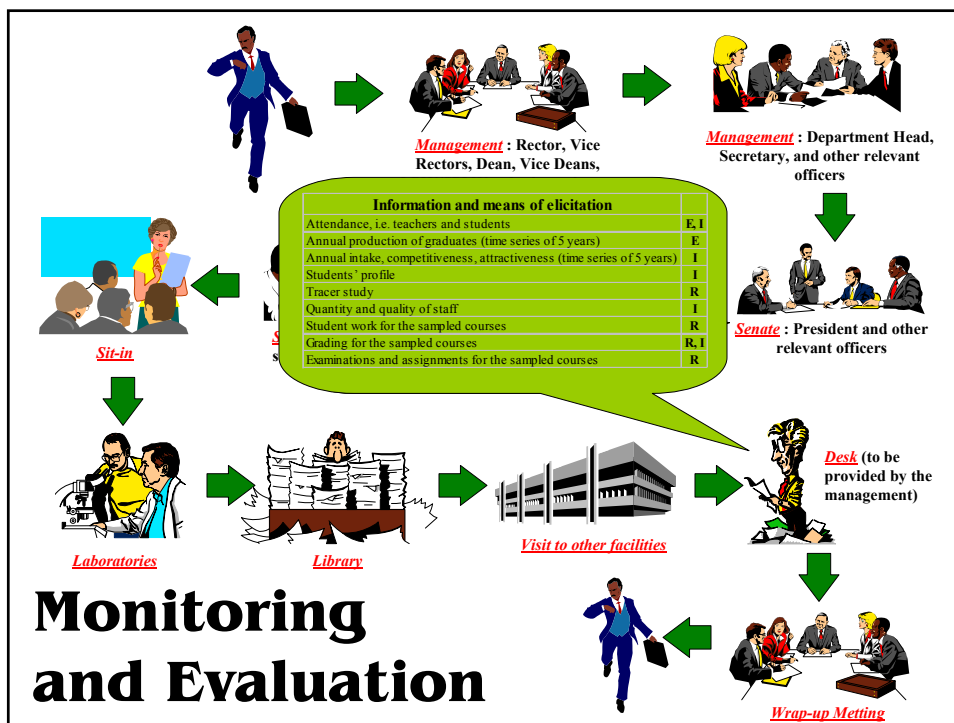 Management : Rector, Vice
Rectors, Dean, Vice Deans,
Management : Department Head,
Secretary, and other relevant
officers
Senate : President and other
relevant officers
Information and means of elicitation
Attendance, i.e. teachers and students E, I
Annual production of graduates (time series of 5 years) E
Annual intake, competitiveness, attractiveness (time series of 5 years) I
Students’ profile I
Tracer study R
Quantity and quality of staff I
Student work for the sampled courses R
Grading for the sampled courses R, I
Examinations and assignments for the sampled courses R
Sit-in
Laboratories
Library
Visit to other facilities
Desk (to be
provided by the
management)
Wrap-up Metting
Monitoring
and Evaluation